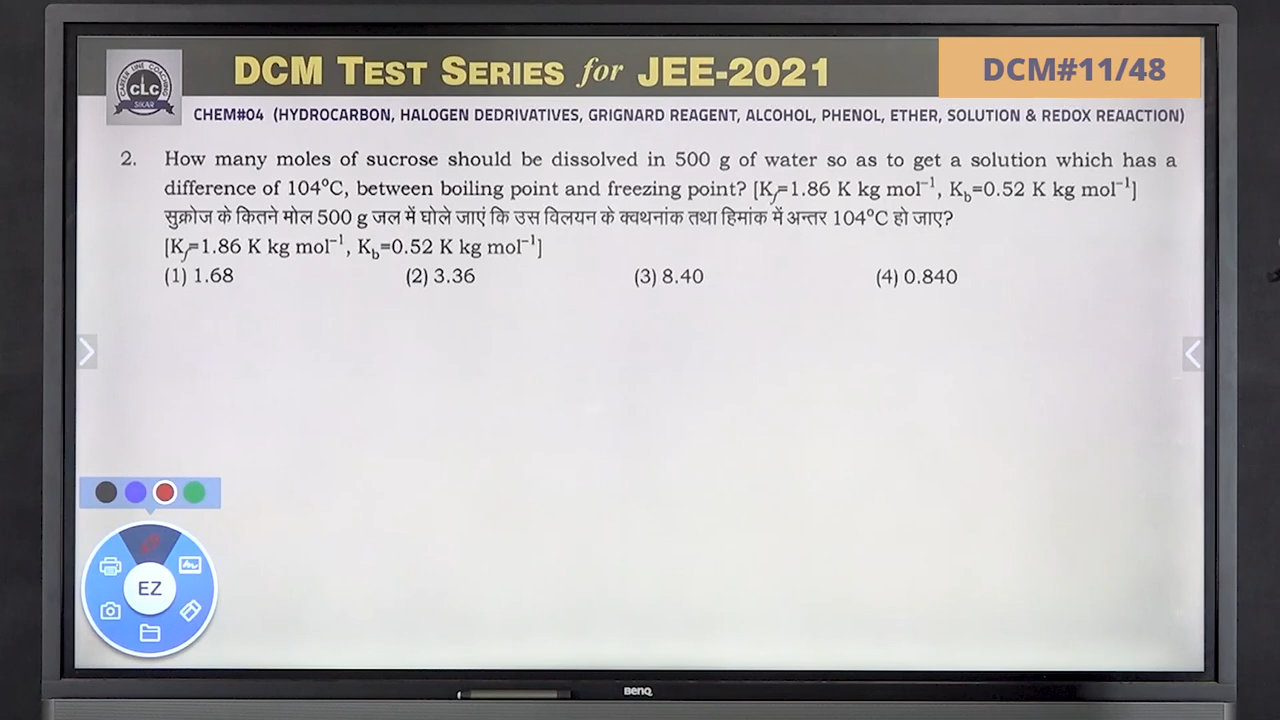 DCM TEST SERIES for JEE-2021
DCM#11/48
CAREER LINE COACHING
CLC
SIKAR
CHEM#04 (HYDROCARBON, HALOGEN DEDRIVATIVES, GRIGNARD REAGENT, ALCOHOL, PHENOL, ETHER, SOLUTION & REDOX REAACTION)
2. How many moles of sucrose should be dissolved in 500 g of water so as to get a solution which has a
difference of 104°C, between boiling point and freezing point? [Kf=1.86 K kg mol⁻¹, Kb=0.52 K kg mol⁻¹]
सुक्रोज के कितने मोल 500 g जल में घोले जाएं कि उस विलयन के क्वथनांक तथा हिमांक में अन्तर 104°C हो जाए?
[Kf=1.86 K kg mol⁻¹, Kb=0.52 K kg mol⁻¹]
(1) 1.68 (2) 3.36 (3) 8.40 (4) 0.840
EZ
BenQ